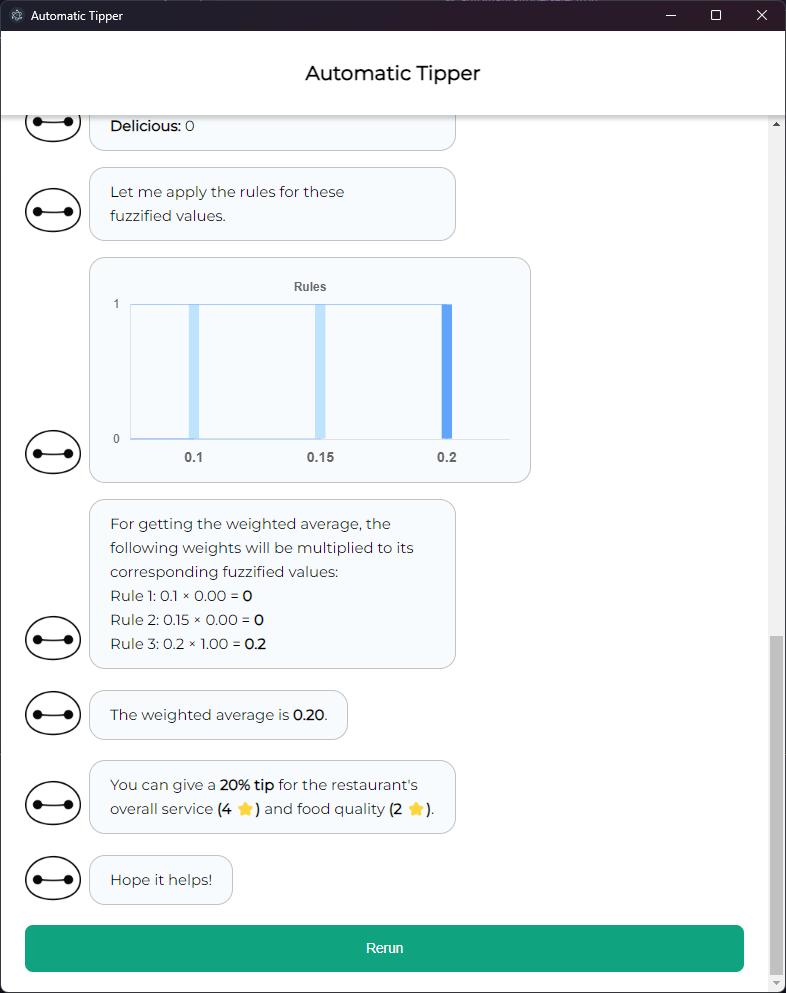 Automatic Tipper
Automatic Tipper
Delicious: 0
Let me apply the rules for these
fuzzified values.
Rules
1
0
0.1 0.15 0.2
For getting the weighted average, the
following weights will be multiplied to its
corresponding fuzzified values:
Rule 1: 0.1 × 0.00 = 0
Rule 2: 0.15 × 0.00 = 0
Rule 3: 0.2 × 1.00 = 0.2
The weighted average is 0.20.
You can give a 20% tip for the restaurant's
overall service (4 ⭐) and food quality (2 ⭐).
Hope it helps!
Rerun